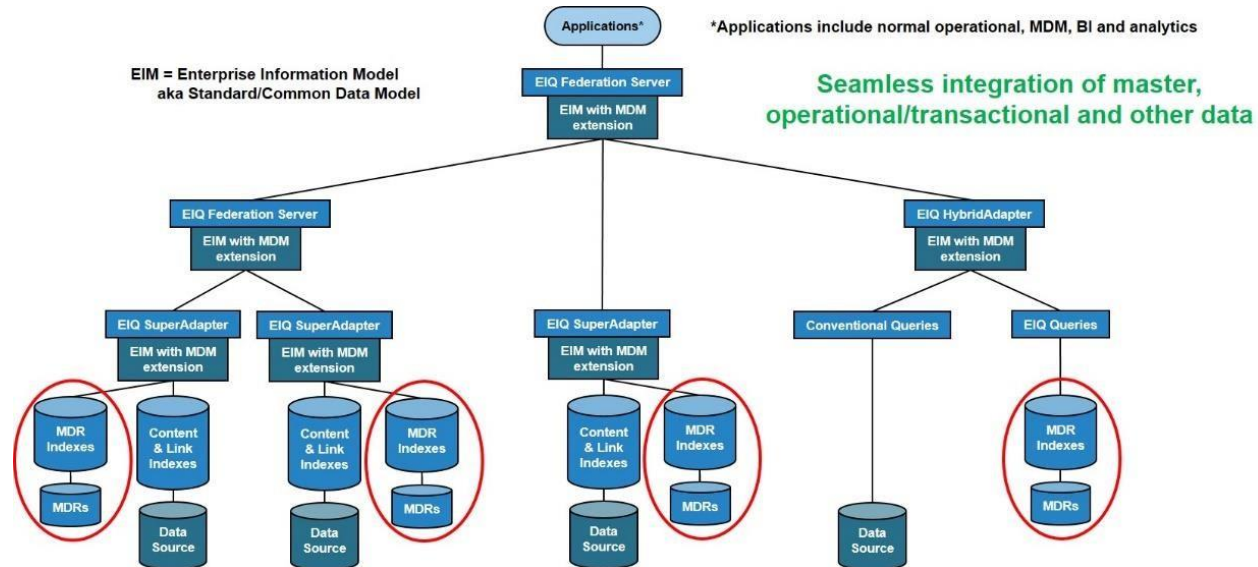 Applications*
*Applications include normal operational, MDM, BI and analytics
EIM = Enterprise Information Model
aka Standard/Common Data Model
EIQ Federation Server
EIM with MDM
extension
Seamless integration of master,
operational/transactional and other data
EIQ Federation Server
EIM with MDM
extension
EIQ HybridAdapter
EIM with MDM
extension
EIQ SuperAdapter
EIM with MDM
extension
EIQ SuperAdapter
EIM with MDM
extension
EIQ SuperAdapter
EIM with MDM
extension
Conventional Queries
EIQ Queries
MDR
Indexes
MDRs
Content
& Link
Indexes
Data
Source
Content
& Link
Indexes
Data
Source
MDR
Indexes
MDRs
Content
& Link
Indexes
Data
Source
MDR
Indexes
MDRs
Data
Source
MDR
Indexes
MDRs